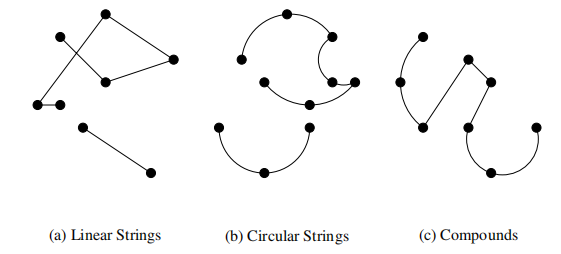 (a) Linear Strings
(b) Circular Strings
(c) Compounds